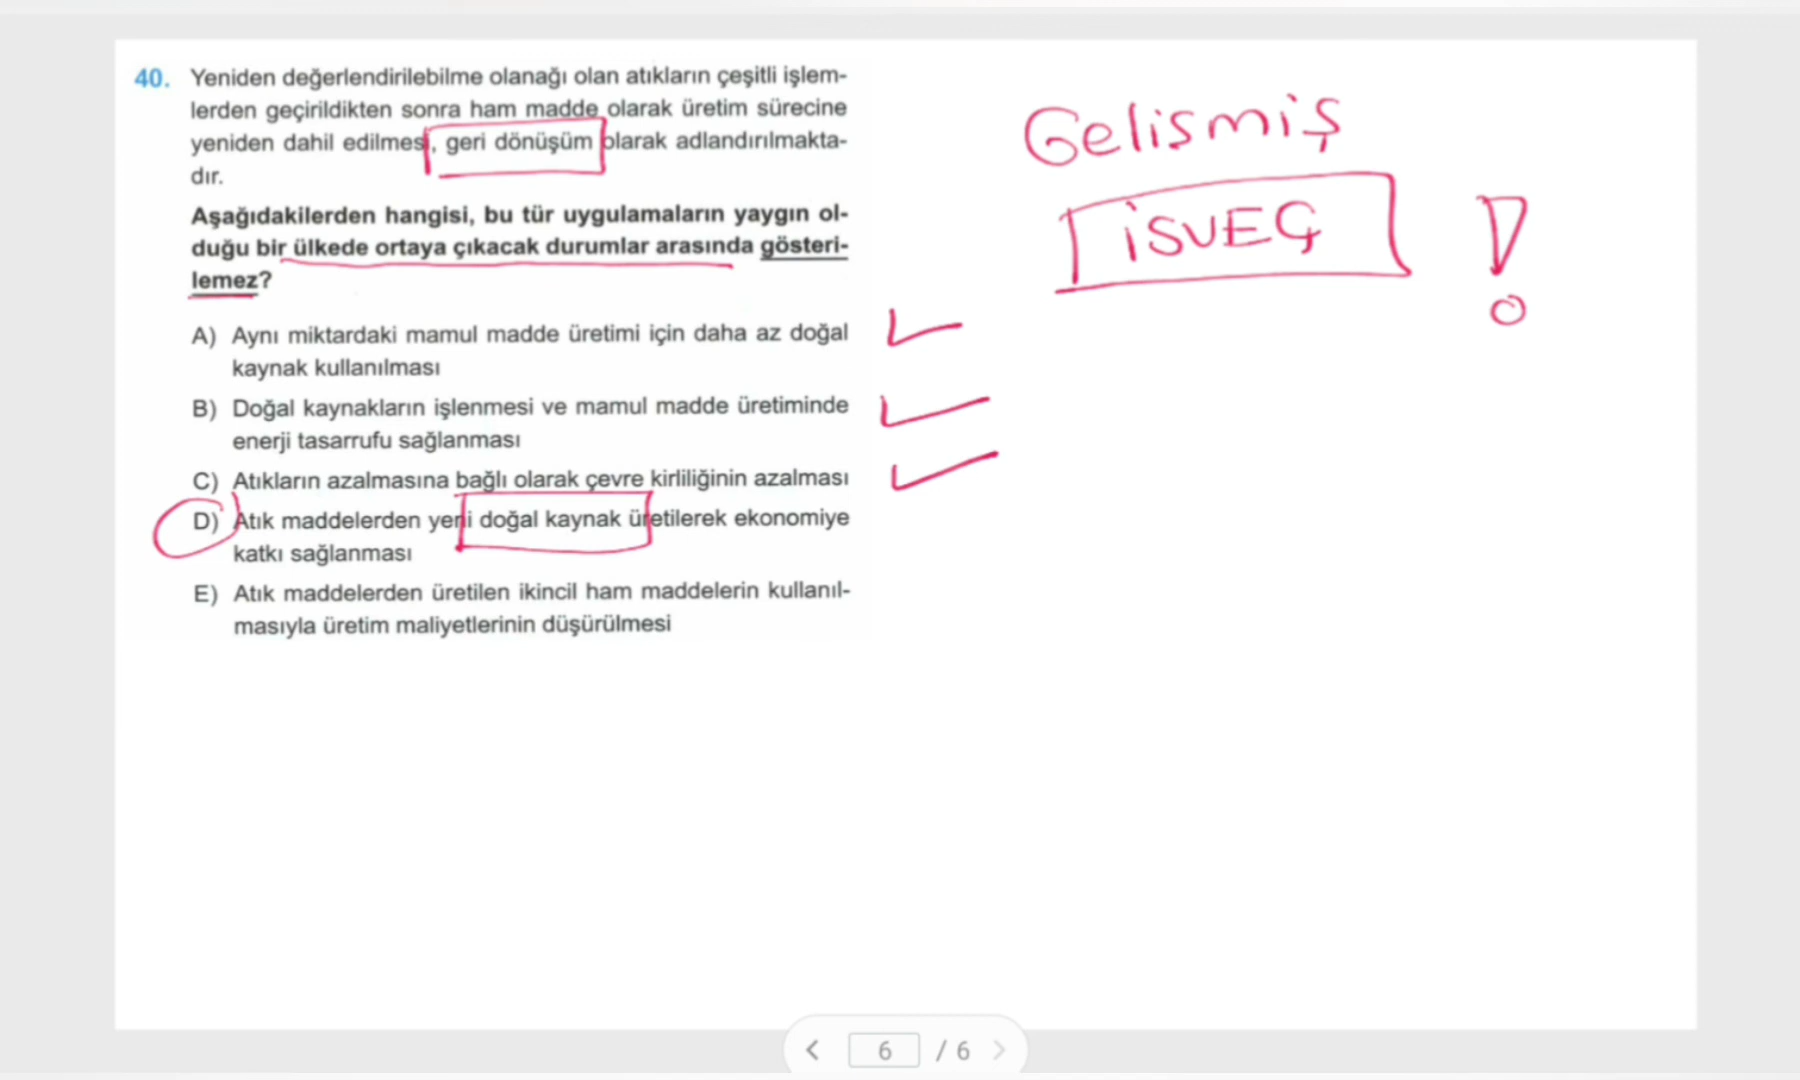 40. Yeniden değerlendirilebilme olanağı olan atıkların çeşitli işlem-
lerden geçirildikten sonra ham madde olarak üretim sürecine
yeniden dahil edilmesi, geri dönüşüm olarak adlandırılmakta-
dır.
Aşağıdakilerden hangisi, bu tür uygulamaların yaygın ol-
duğu bir ülkede ortaya çıkacak durumlar arasında gösteri-
lemez?
A) Aynı miktardaki mamul madde üretimi için daha az doğal
kaynak kullanılması
B) Doğal kaynakların işlenmesi ve mamul madde üretiminde
enerji tasarrufu sağlanması
C) Atıkların azalmasına bağlı olarak çevre kirliliğinin azalması
D) Atık maddelerden yeni doğal kaynak üretilerek ekonomiye
katkı sağlanması
E) Atık maddelerden üretilen ikincil ham maddelerin kullanıl-
masıyla üretim maliyetlerinin düşürülmesi
Gelismiş
İSVEÇ !
6 / 6